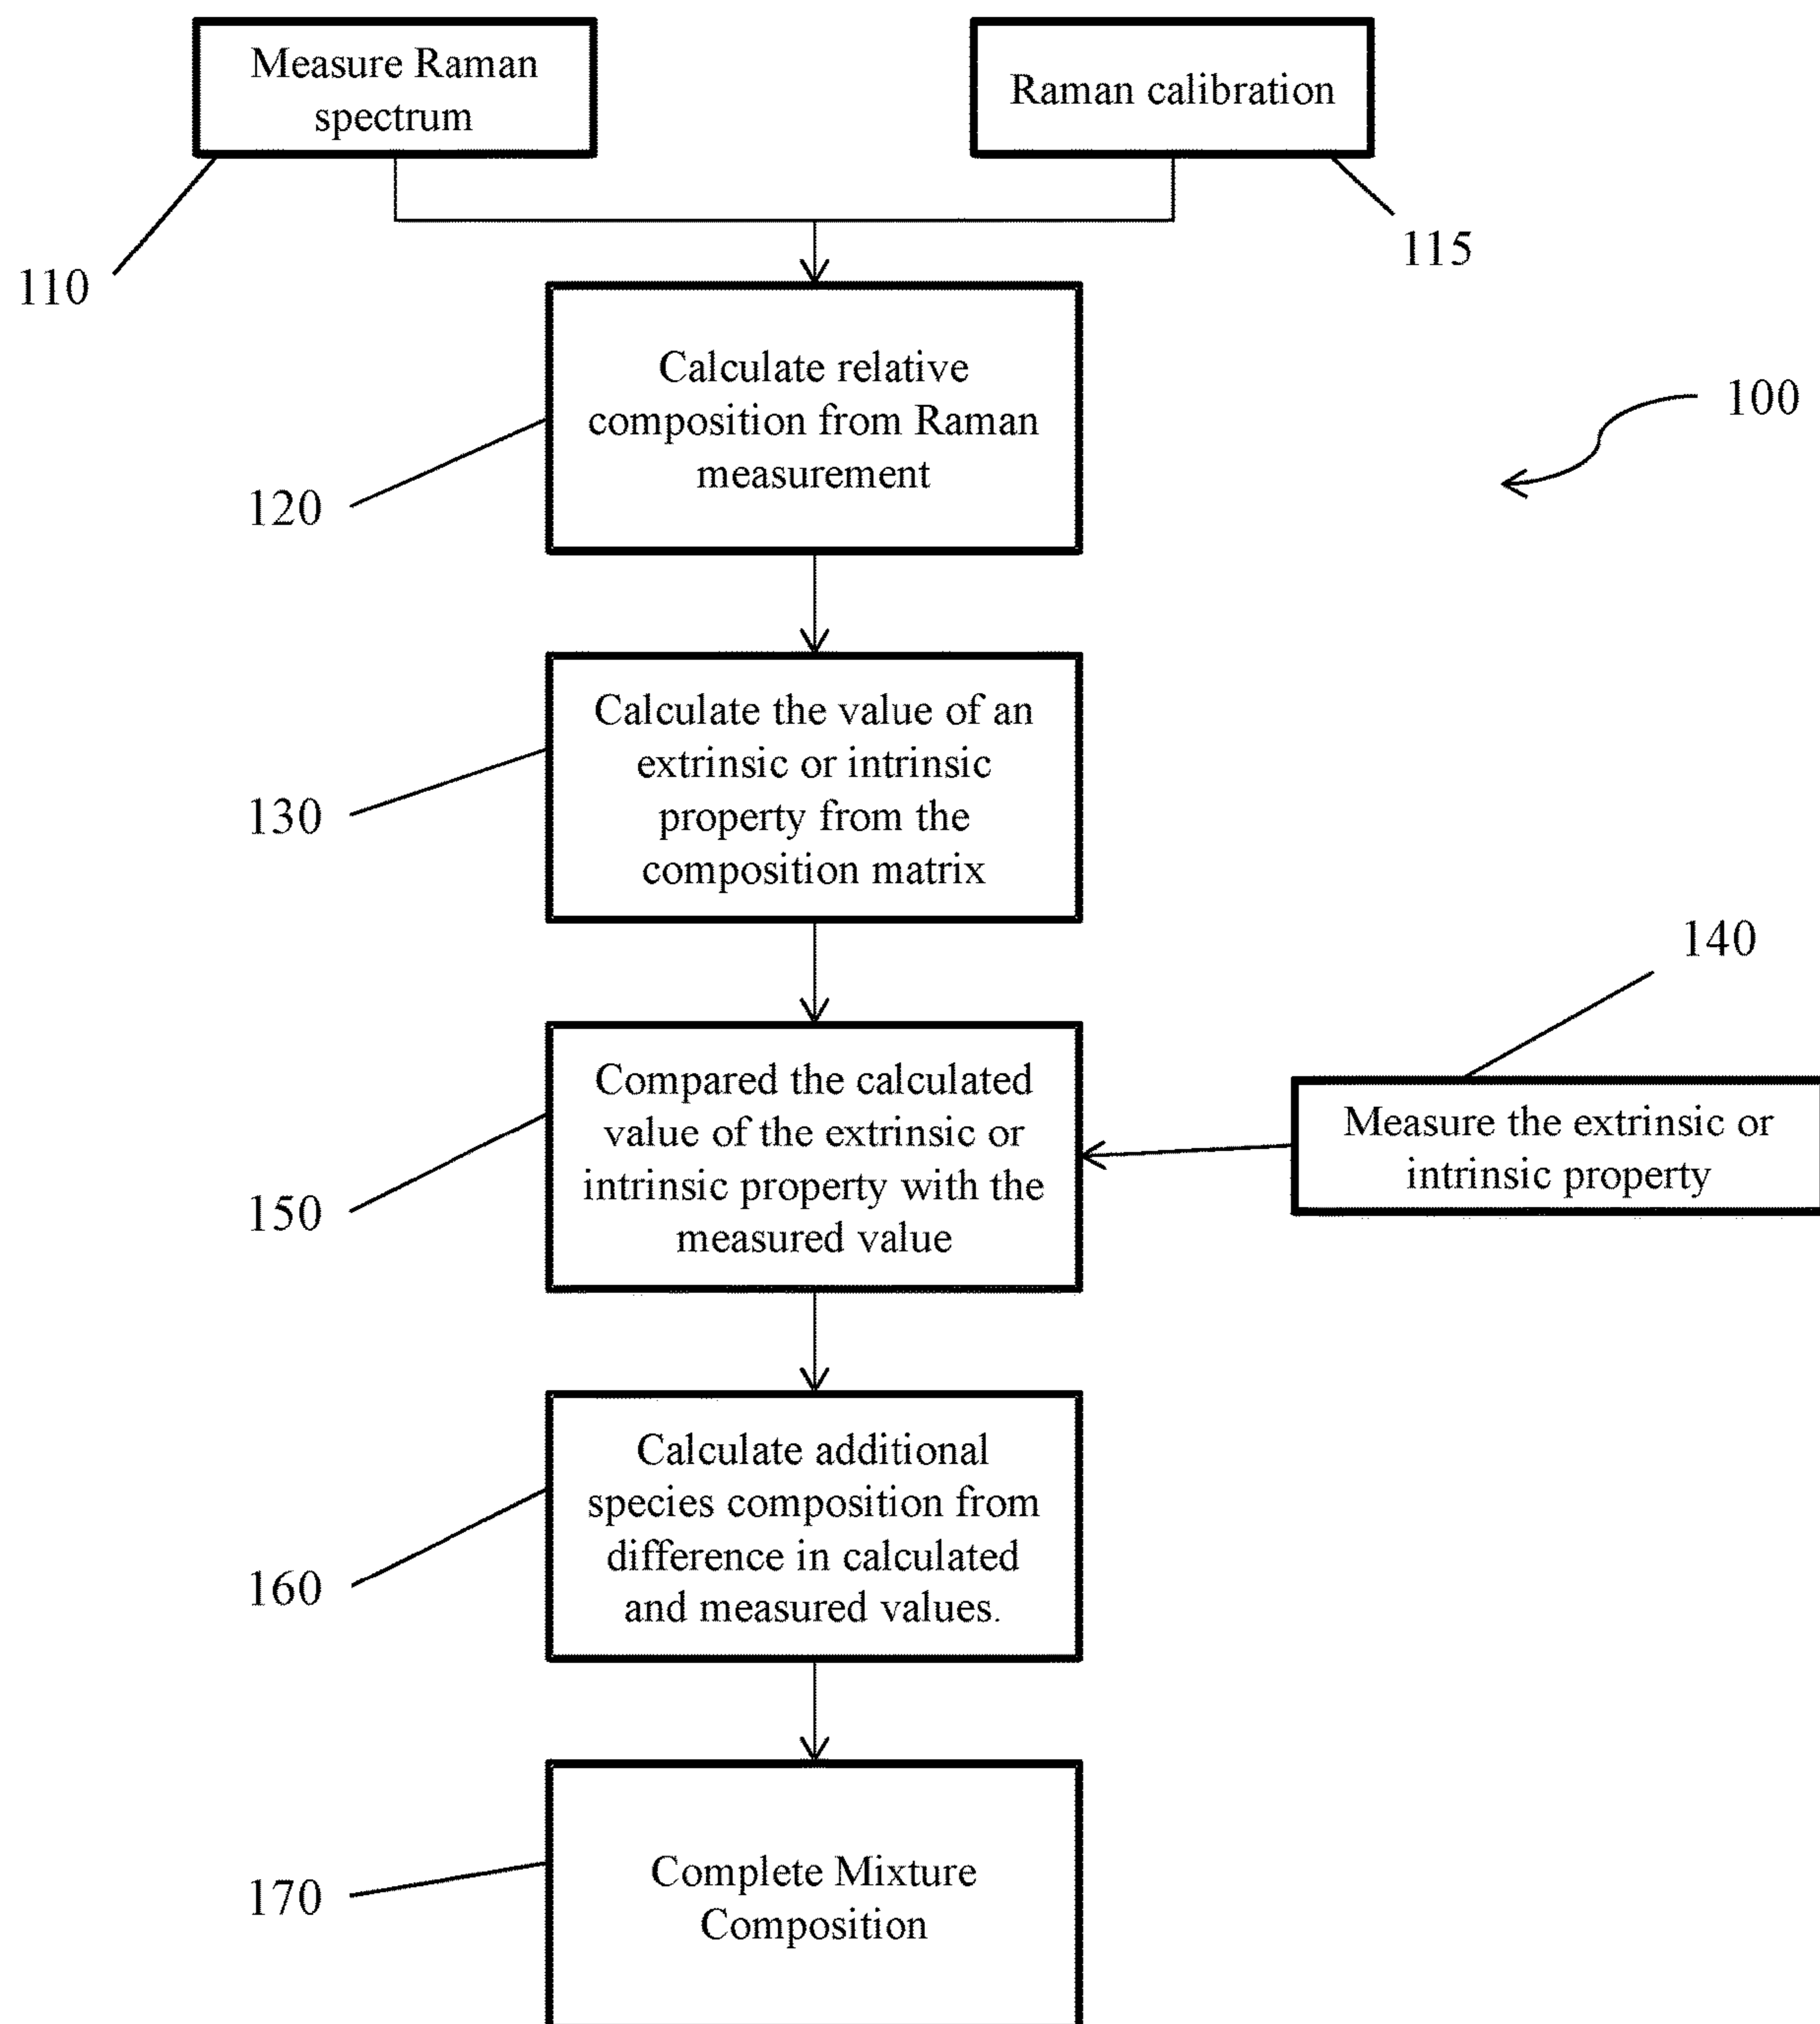 Measure Raman
spectrum
Raman calibration
110
115
Calculate relative
composition from Raman
measurement
100
120
Calculate the value of an
extrinsic or intrinsic
property from the
composition matrix
130
140
Compared the calculated
value of the extrinsic or
intrinsic property with the
measured value
Measure the extrinsic or
intrinsic property
150
Calculate additional
species composition from
difference in calculated
and measured values.
160
Complete Mixture
Composition
170